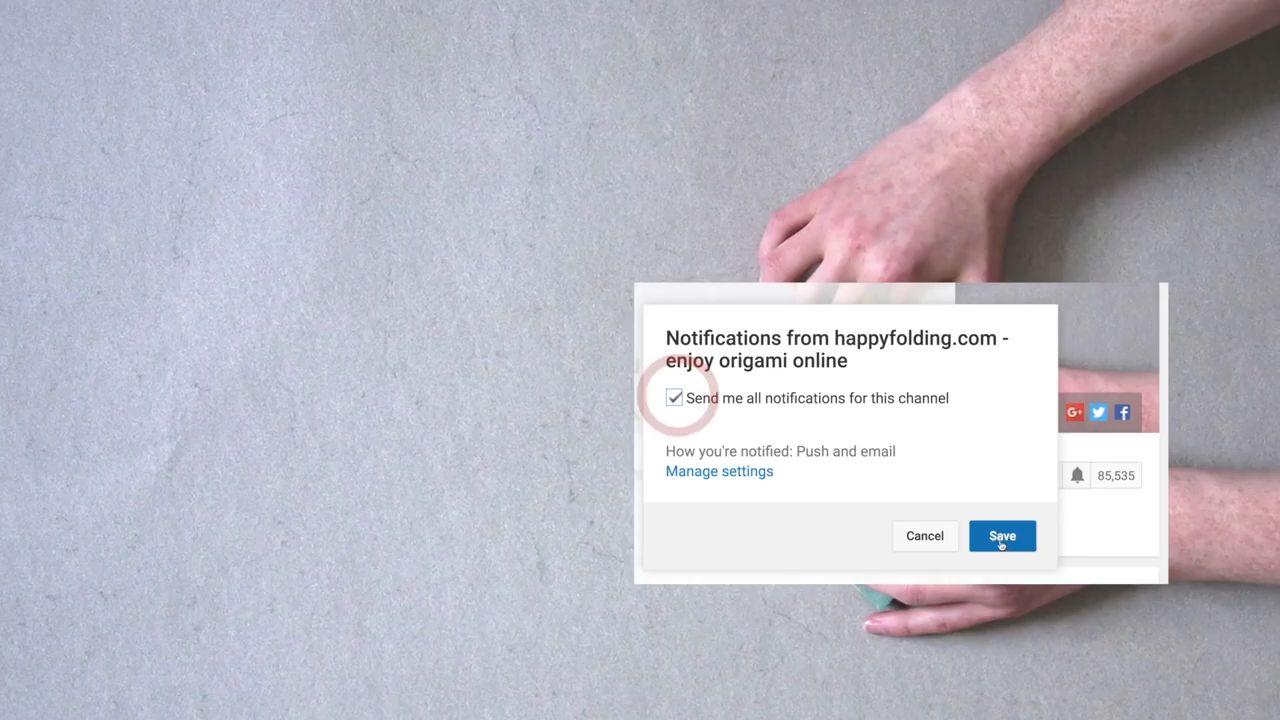 Notifications from happyfolding.com -
enjoy origami online
Send me all notifications for this channel
G+ f
How you're notified: Push and email
Manage settings
85,535
Cancel Save